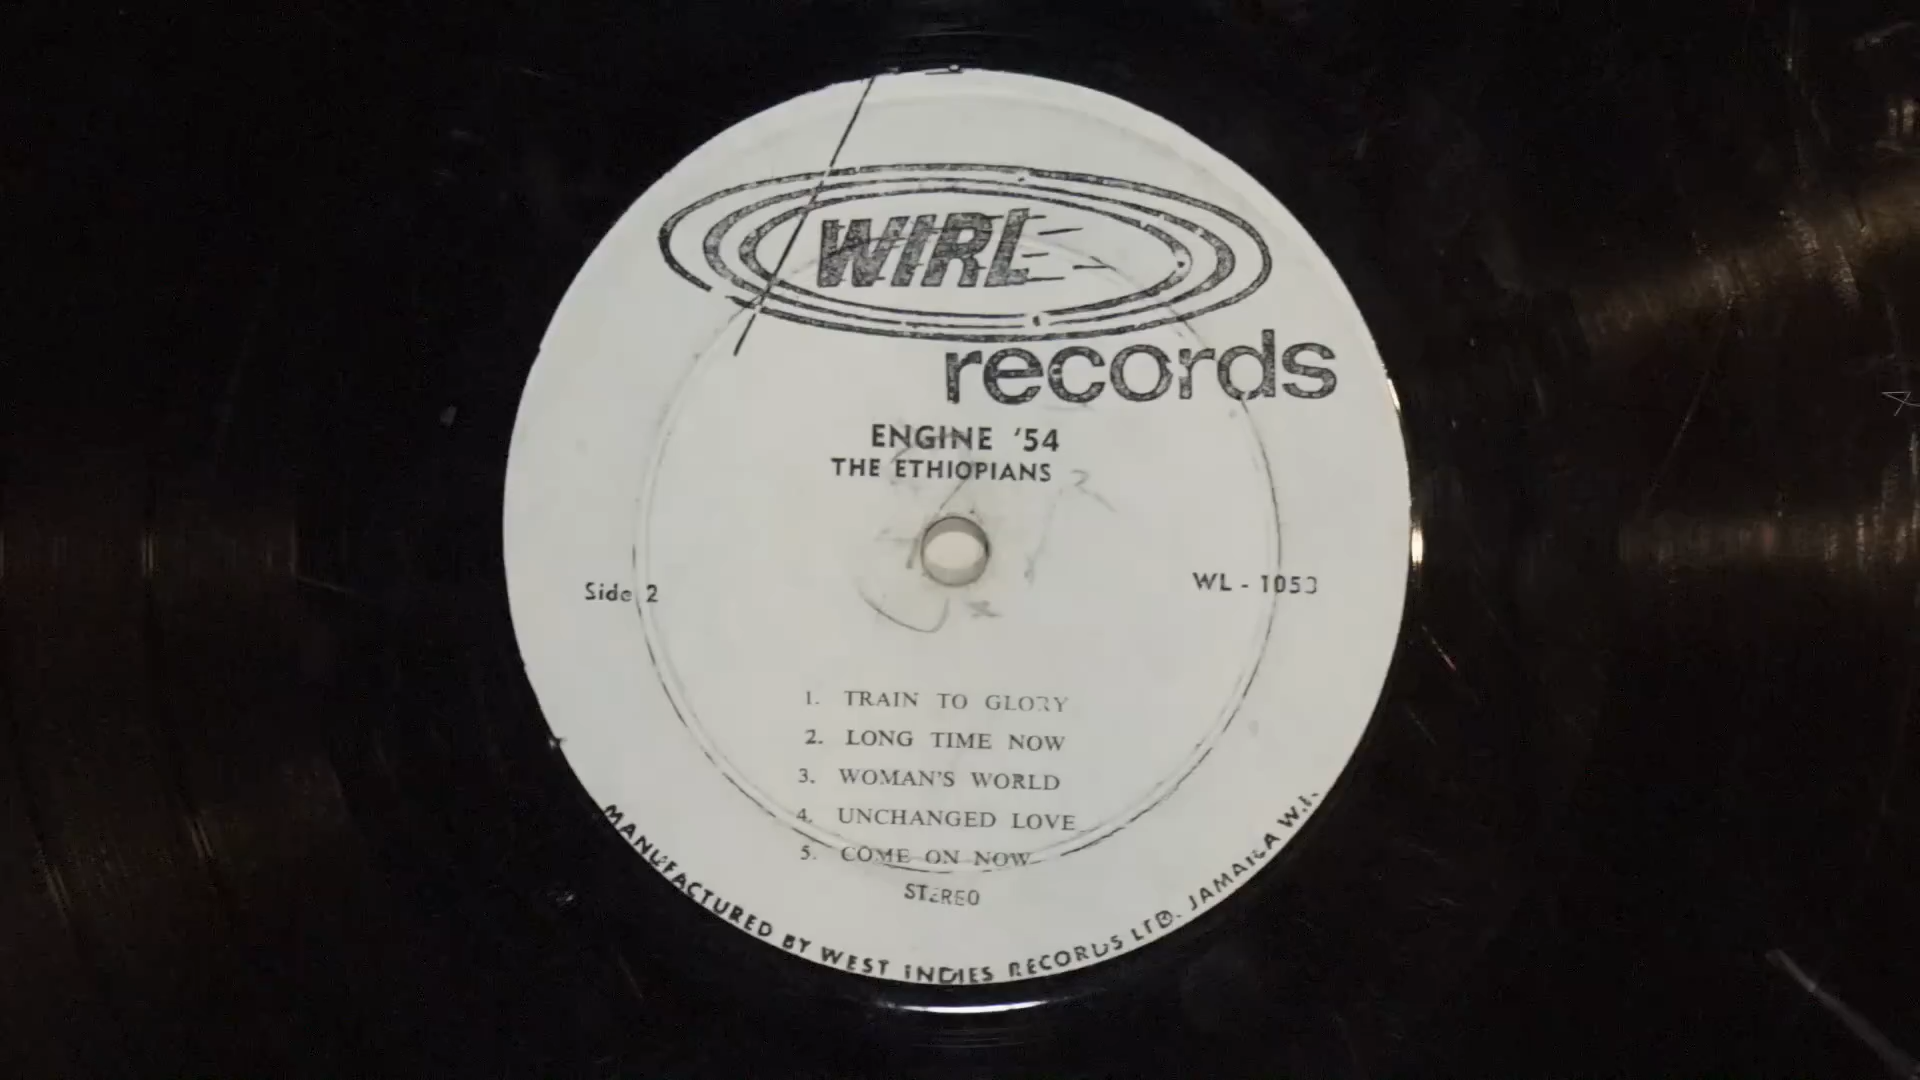 WIRL
records
ENGINE '54
THE ETHIOPIANS
Side 2
WL - 1053
1. TRAIN TO GLORY
2. LONG TIME NOW
3. WOMAN'S WORLD
4. UNCHANGED LOVE
5. COME ON NOW
STEREO
MANUFACTURED BY WEST INDIES RECORDS LTD. JAMAICA W.I.